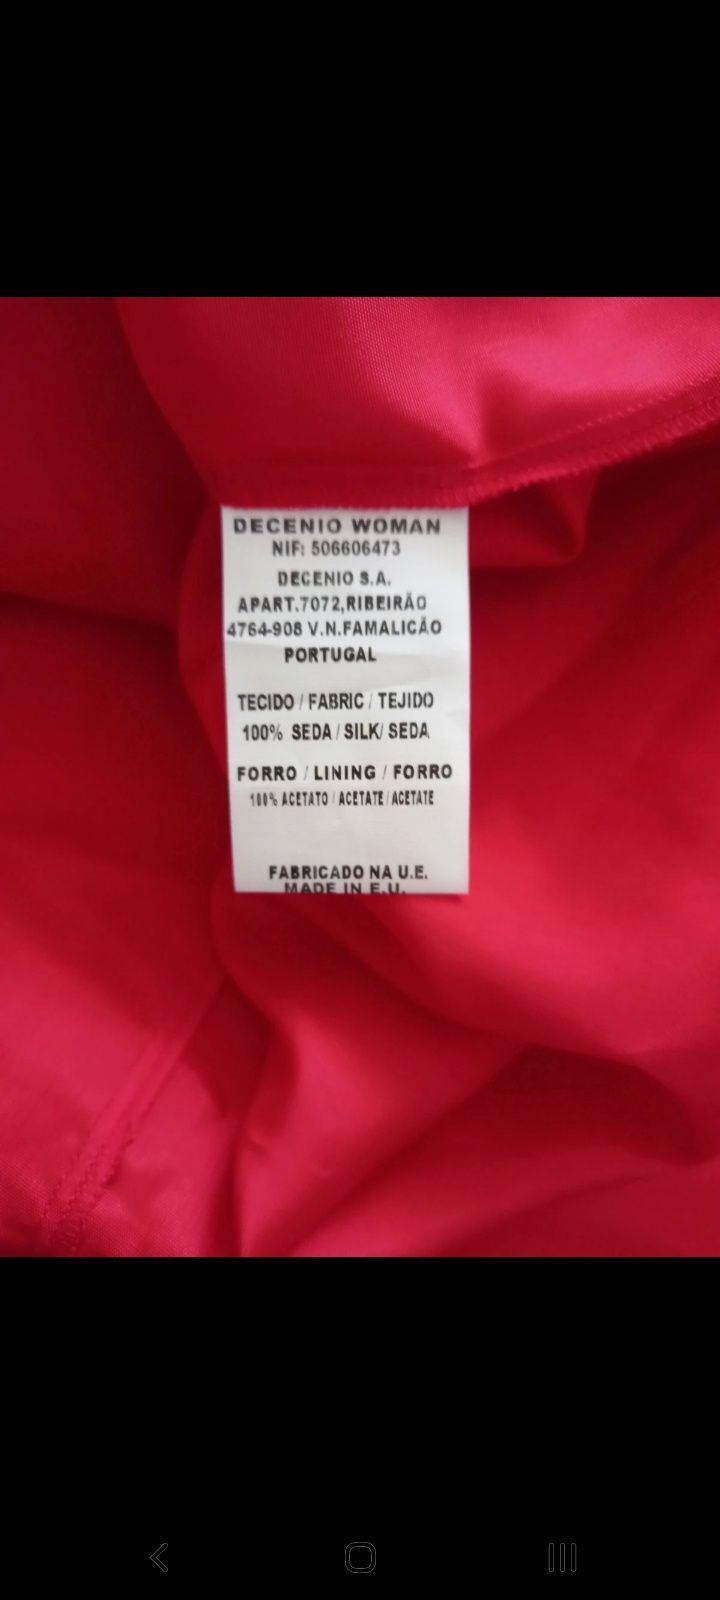 DECENIO WOMAN
NIF: 506606473
DECENIO S.A.
APART.7072,RIBEIRÃO
4764-908 V.N.FAMALICÃO
PORTUGAL
TECIDO / FABRIC / TEJIDO
100% SEDA / SILK/ SEDA
FORRO / LINING / FORRO
100% ACETATO / ACETATE / ACETATE
FABRICADO NA U.E.
MADE IN E.U.